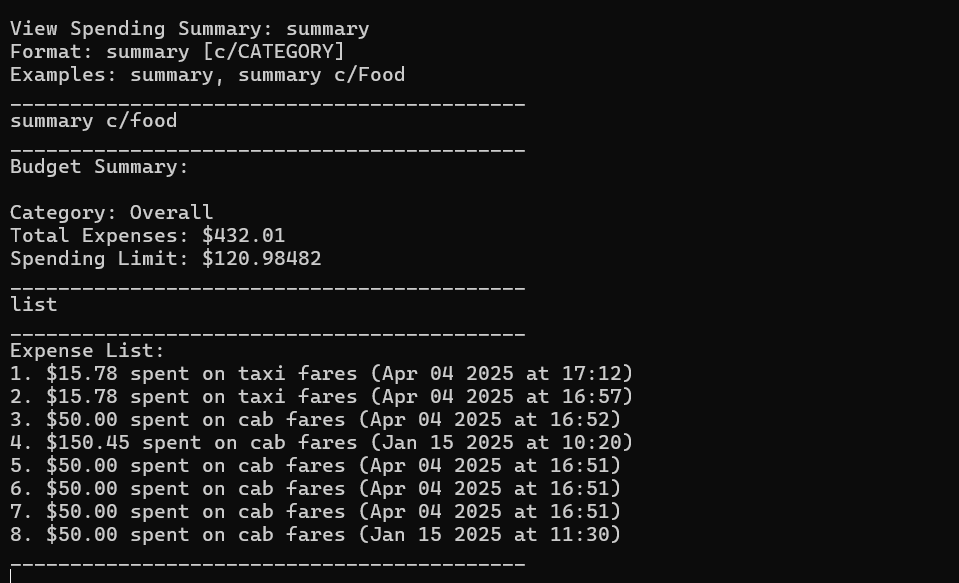 View Spending Summary: summary
Format: summary [c/CATEGORY]
Examples: summary, summary c/Food
___________________________________________
summary c/food
___________________________________________
Budget Summary:

Category: Overall
Total Expenses: $432.01
Spending Limit: $120.98482
___________________________________________
list
___________________________________________
Expense List:
1. $15.78 spent on taxi fares (Apr 04 2025 at 17:12)
2. $15.78 spent on taxi fares (Apr 04 2025 at 16:57)
3. $50.00 spent on cab fares (Apr 04 2025 at 16:52)
4. $150.45 spent on cab fares (Jan 15 2025 at 10:20)
5. $50.00 spent on cab fares (Apr 04 2025 at 16:51)
6. $50.00 spent on cab fares (Apr 04 2025 at 16:51)
7. $50.00 spent on cab fares (Apr 04 2025 at 16:51)
8. $50.00 spent on cab fares (Jan 15 2025 at 11:30)
___________________________________________